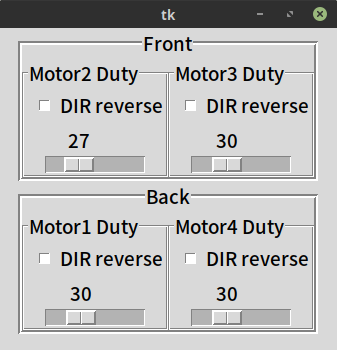 tk
Front
Motor2 Duty Motor3 Duty
DIR reverse DIR reverse
27 30
Back
Motor1 Duty Motor4 Duty
DIR reverse DIR reverse
30 30